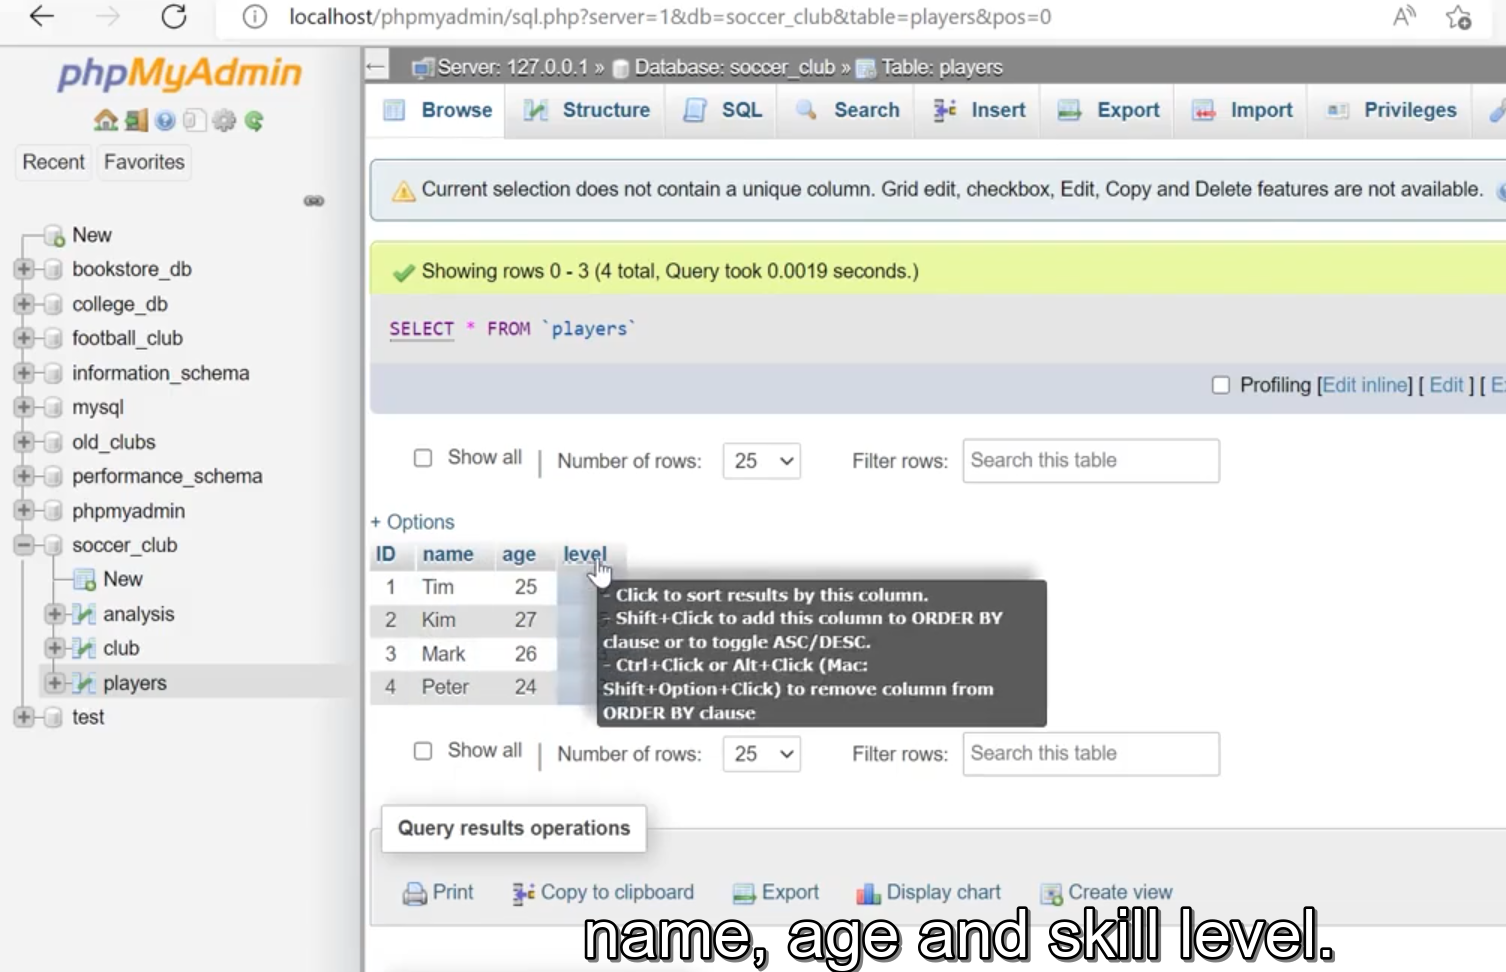 localhost/phpmyadmin/sql.php?server=1&db=soccer_club&table=players&pos=0
phpMyAdmin
Recent Favorites
New
bookstore_db
college_db
football_club
information_schema
mysql
old_clubs
performance_schema
phpmyadmin
soccer_club
New
analysis
club
players
test
Server: 127.0.0.1 » Database: soccer_club » Table: players
Browse Structure SQL Search Insert Export Import Privileges
Current selection does not contain a unique column. Grid edit, checkbox, Edit, Copy and Delete features are not available.
Showing rows 0 - 3 (4 total, Query took 0.0019 seconds.)
SELECT * FROM `players`
Profiling [Edit inline] [ Edit ] [
Show all | Number of rows: 25 Filter rows: Search this table
+ Options
ID name age level
1 Tim 25
2 Kim 27
3 Mark 26
4 Peter 24
- Click to sort results by this column.
- Shift+Click to add this column to ORDER BY
clause or to toggle ASC/DESC.
- Ctrl+Click or Alt+Click (Mac:
Shift+Option+Click) to remove column from
ORDER BY clause
Show all | Number of rows: 25 Filter rows: Search this table
Query results operations
Print Copy to clipboard Export Display chart Create view
name, age and skill level.